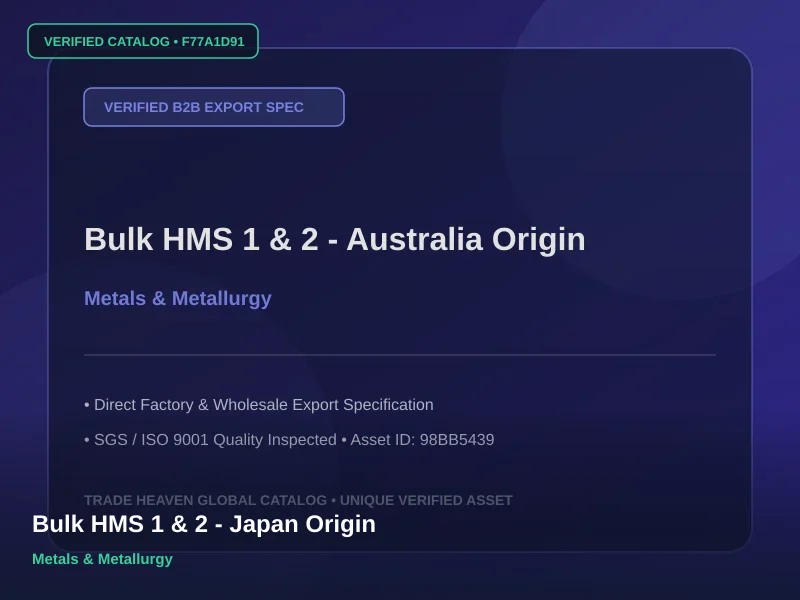 VERIFIED CATALOG • F77A1D91
VERIFIED B2B EXPORT SPEC
Bulk HMS 1 & 2 - Australia Origin
Metals & Metallurgy
• Direct Factory & Wholesale Export Specification
• SGS / ISO 9001 Quality Inspected • Asset ID: 98BB5439
TRADE HEAVEN GLOBAL CATALOG • UNIQUE VERIFIED ASSET
Bulk HMS 1 & 2 - Japan Origin
Metals & Metallurgy